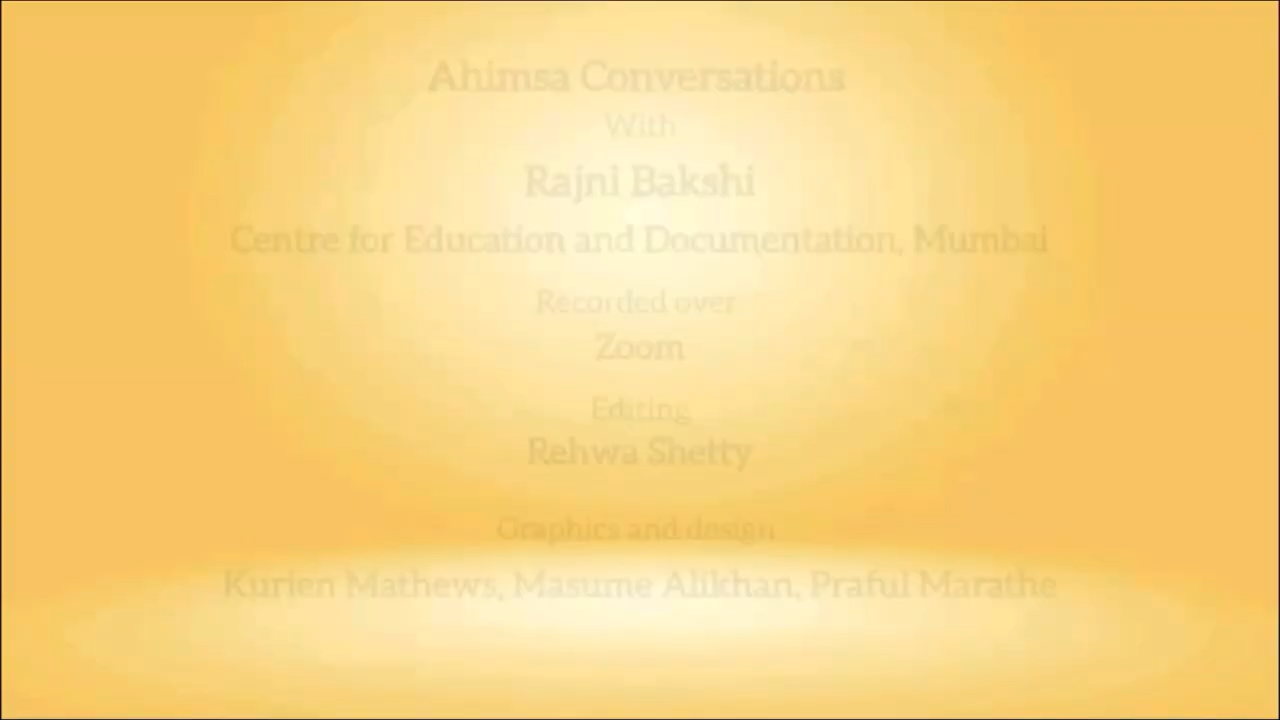 Ahimsa Conversations
With
Rajni Bakshi
Centre for Education and Documentation, Mumbai
Recorded over
Zoom
Editing
Rehwa Shetty
Graphics and design
Kurien Mathews, Masume Alikhan, Praful Marathe